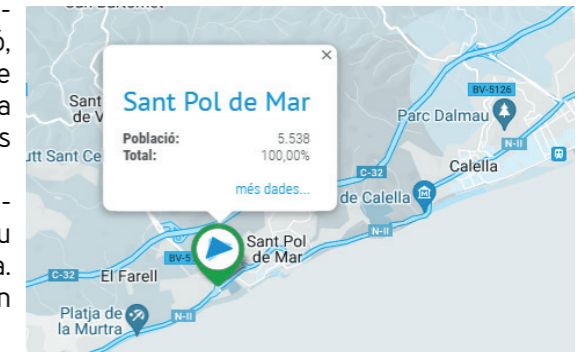 Sant Pol de Mar
Població: 5.538
Total: 100,00%
més dades...
Sant
de V
utt Sant Ce
BV-5126
Parc Dalmau
N-II
C-32
Calella
de Calella
N-II
Sant Pol
de Mar
BV-5
C-32
El Farell
Platja de
la Murtra
N-II